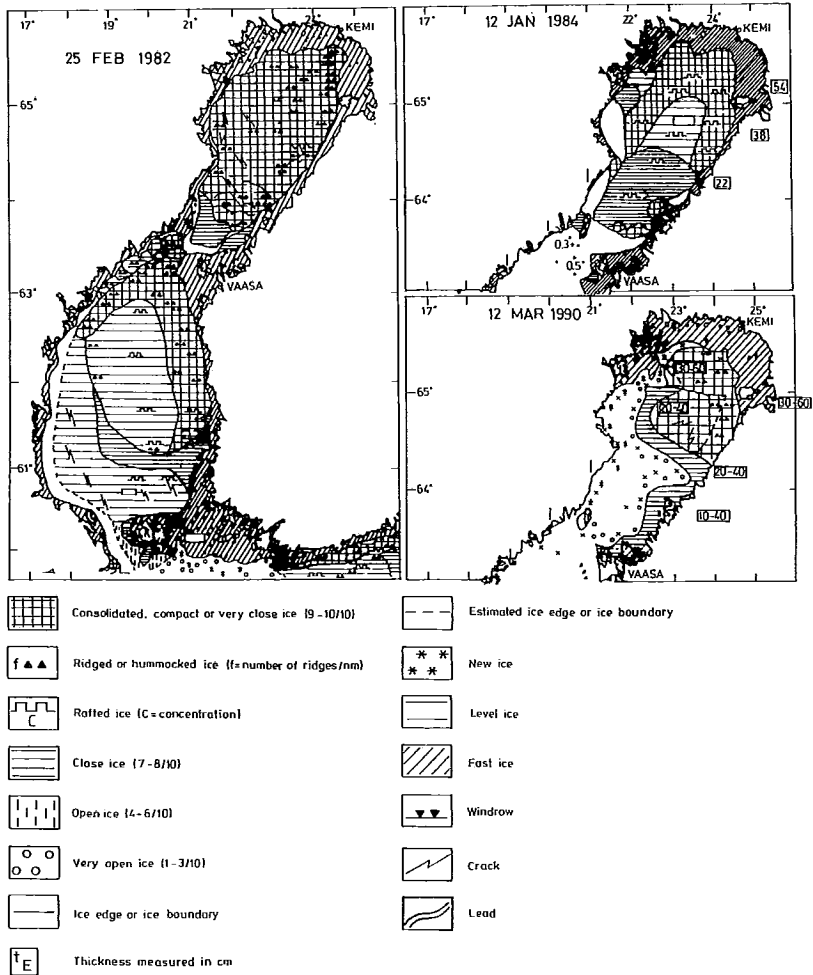 17° 19° 21° 23°
KEMI
25 FEB 1982
65°
63°
VAASA
61°
17° 12 JAN 1984 22° 24°
KEMI
65°
54
38
22
64°
0.3
0.5
VAASA
17° 12 MAR 1990 21° 23° 25°
KEMI
65°
20-40
30-60
20-40
64°
10-40
VAASA
Consolidated, compact or very close ice (9-10/10)
f Ridged or hummocked ice (f=number of ridges/nm)
C Rafted ice (C=concentration)
Close ice (7-8/10)
Open ice (4-6/10)
Very open ice (1-3/10)
Ice edge or ice boundary
tE Thickness measured in cm
Estimated ice edge or ice boundary
New ice
Level ice
Fast ice
Windrow
Crack
Lead